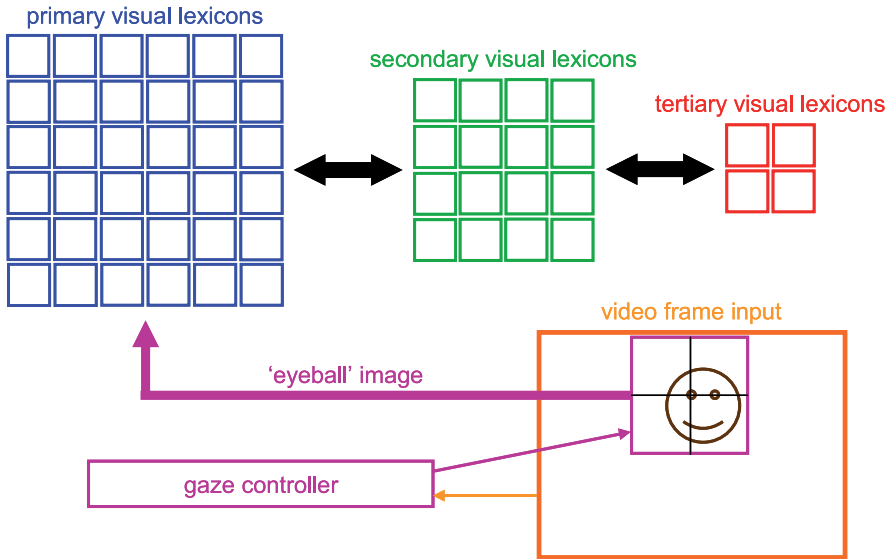 primary visual lexicons
secondary visual lexicons
tertiary visual lexicons
video frame input
‘eyeball’ image
gaze controller